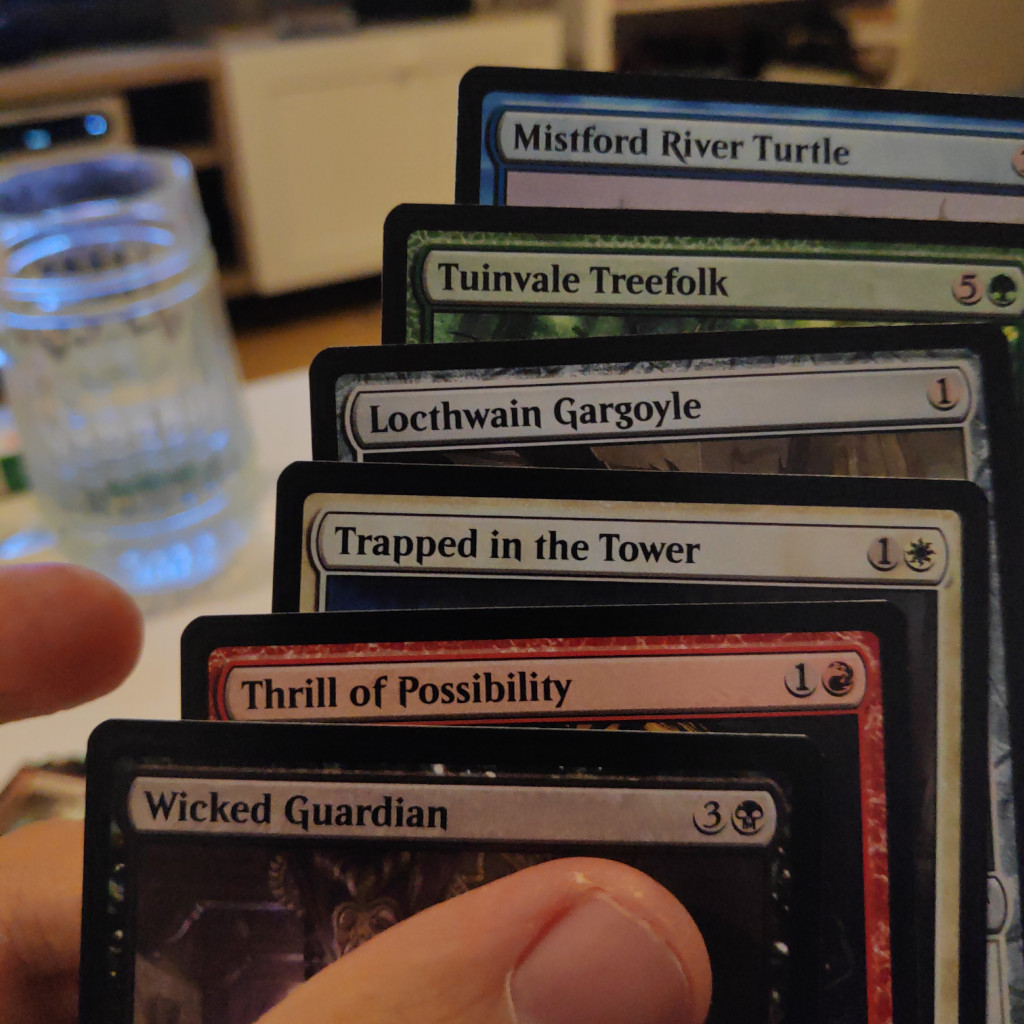 Mistford River Turtle
Tuinvale Treefolk 5
Locthwain Gargoyle 1
Trapped in the Tower 1
Thrill of Possibility 1
Wicked Guardian 3